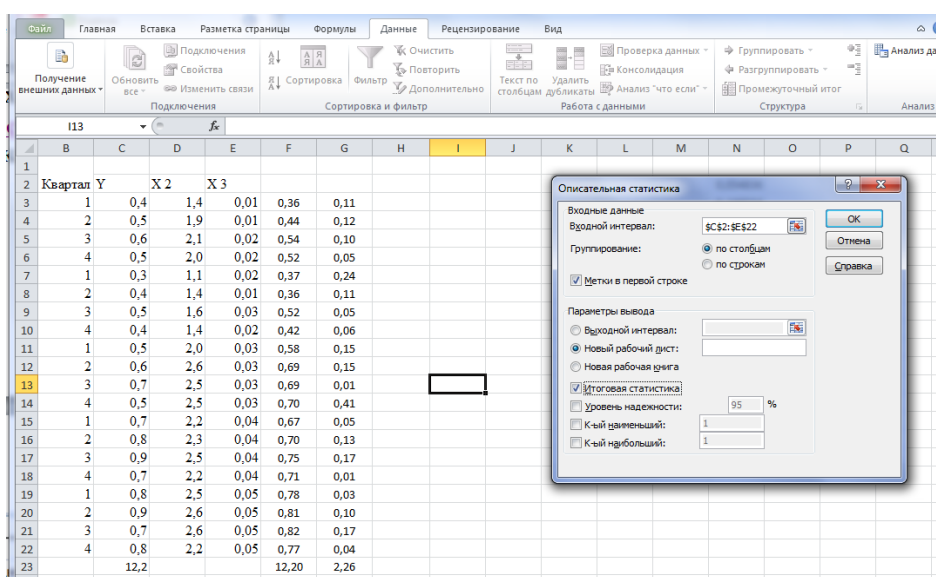 Файл Главная Вставка Разметка страницы Формулы Данные Рецензирование Вид
Получение внешних данных
Обновить все
Подключения
Свойства
Изменить связи
Подключения
Сортировка
Фильтр
Очистить
Повторить
Дополнительно
Сортировка и фильтр
Текст по столбцам
Удалить дубликаты
Проверка данных
Консолидация
Анализ "что если"
Работа с данными
Группировать
Разгруппировать
Промежуточный итог
Структура
Анализ да
Анализ
I13 fx
B C D E F G H I J K L M N O P Q
1
2 Квартал Y X 2 X 3
3 1 0,4 1,4 0,01 0,36 0,11
4 2 0,5 1,9 0,01 0,44 0,12
5 3 0,6 2,1 0,02 0,54 0,10
6 4 0,5 2,0 0,02 0,52 0,05
7 1 0,3 1,1 0,02 0,37 0,24
8 2 0,4 1,4 0,01 0,36 0,11
9 3 0,5 1,6 0,03 0,52 0,05
10 4 0,4 1,4 0,02 0,42 0,06
11 1 0,5 2,0 0,03 0,58 0,15
12 2 0,6 2,6 0,03 0,69 0,15
13 3 0,7 2,5 0,03 0,69 0,01
14 4 0,5 2,5 0,03 0,70 0,41
15 1 0,7 2,2 0,04 0,67 0,05
16 2 0,8 2,3 0,04 0,70 0,13
17 3 0,9 2,5 0,04 0,75 0,17
18 4 0,7 2,2 0,04 0,71 0,01
19 1 0,8 2,5 0,05 0,78 0,03
20 2 0,9 2,6 0,05 0,81 0,10
21 3 0,7 2,6 0,05 0,82 0,17
22 4 0,8 2,2 0,05 0,77 0,04
23 12,2 12,20 2,26
Описательная статистика
Входные данные
Входной интервал: $C$2:$E$22
Группирование: по столбцам
по строкам
Метки в первой строке
Параметры вывода
Выходной интервал:
Новый рабочий лист:
Новая рабочая книга
Итоговая статистика
Уровень надежности: 95 %
К-ый наименьший: 1
К-ый наибольший: 1
OK
Отмена
Справка